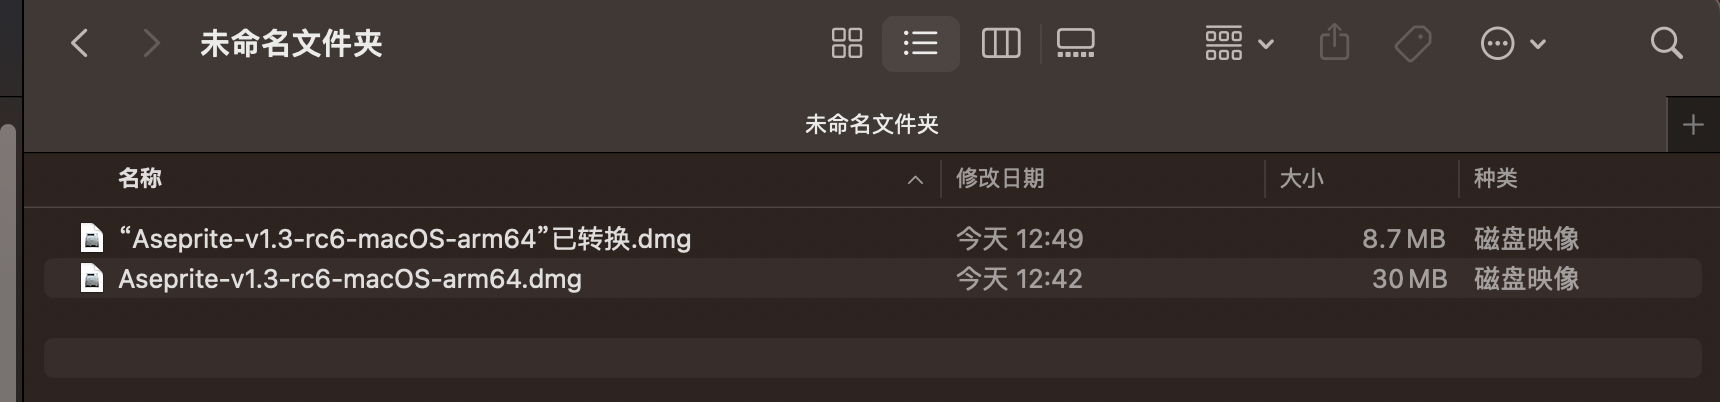 未命名文件夹
未命名文件夹
名称 修改日期 大小 种类
“Aseprite-v1.3-rc6-macOS-arm64”已转换.dmg 今天 12:49 8.7 MB 磁盘映像
Aseprite-v1.3-rc6-macOS-arm64.dmg 今天 12:42 30 MB 磁盘映像